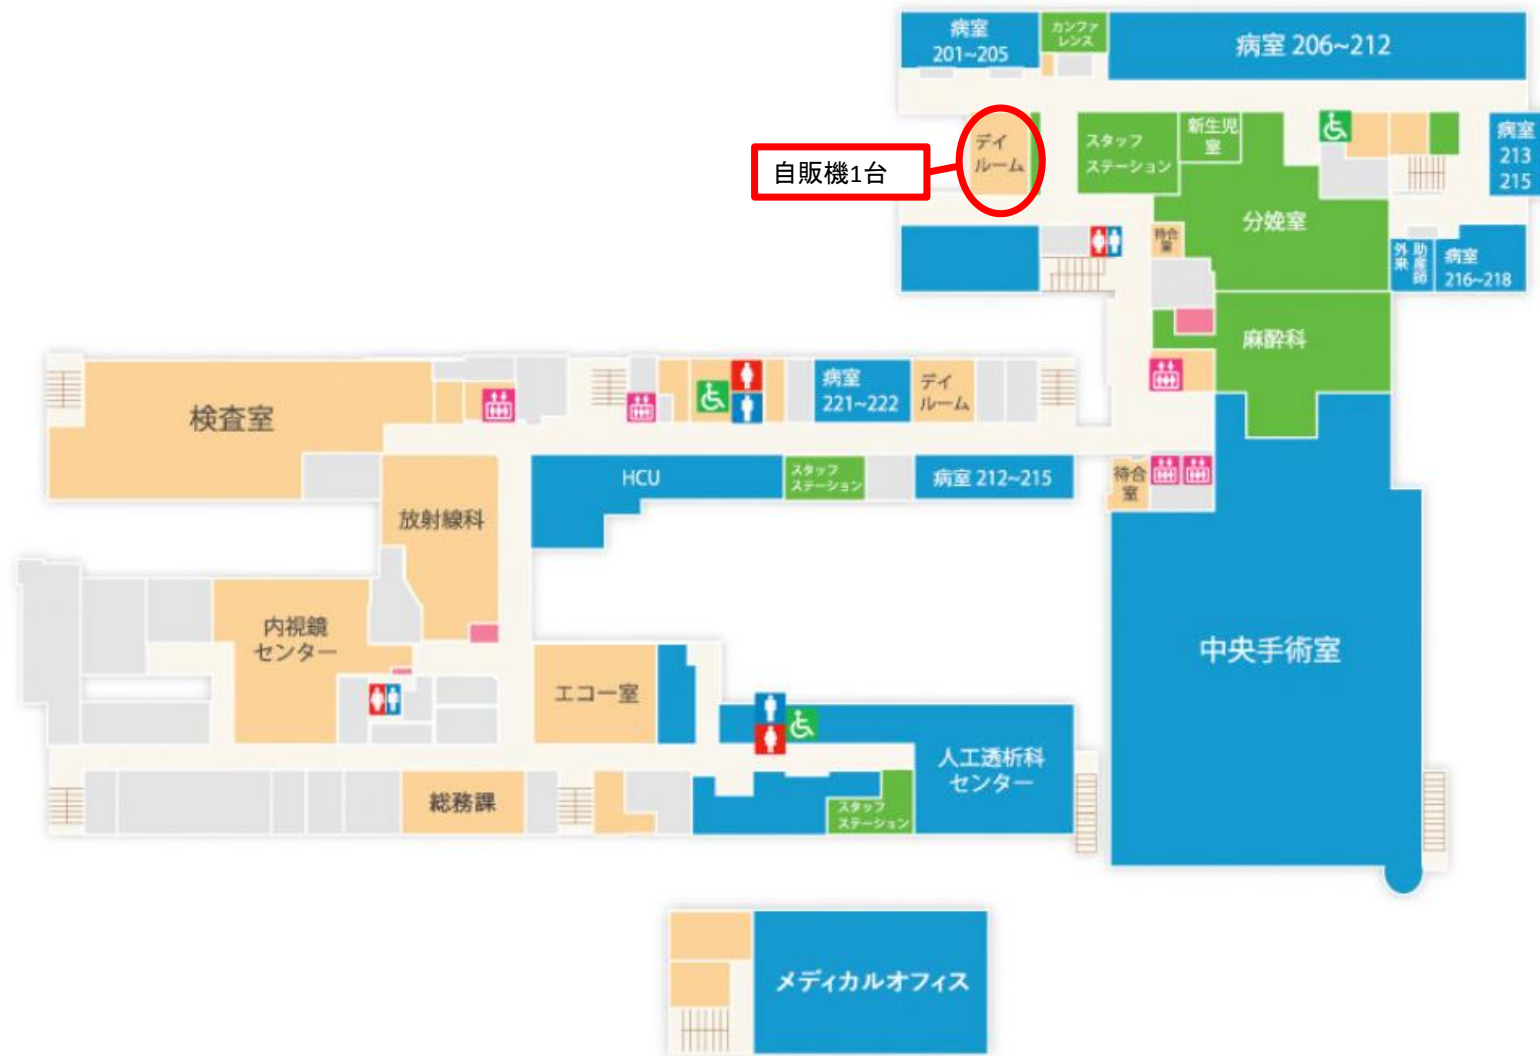 病室
201~205
カンファ
レンス
病室 206~212
自販機1台
デイ
ルーム
スタッフ
ステーション
新生児
室
病室
213
215
分娩室
待合
室
外来
助産師
病室
216~218
麻酔科
検査室
病室
221~222
デイ
ルーム
HCU
スタッフ
ステーション
病室 212~215
待合
室
放射線科
内視鏡
センター
エコー室
中央手術室
人工透析科
センター
総務課
スタッフ
ステーション
メディカルオフィス